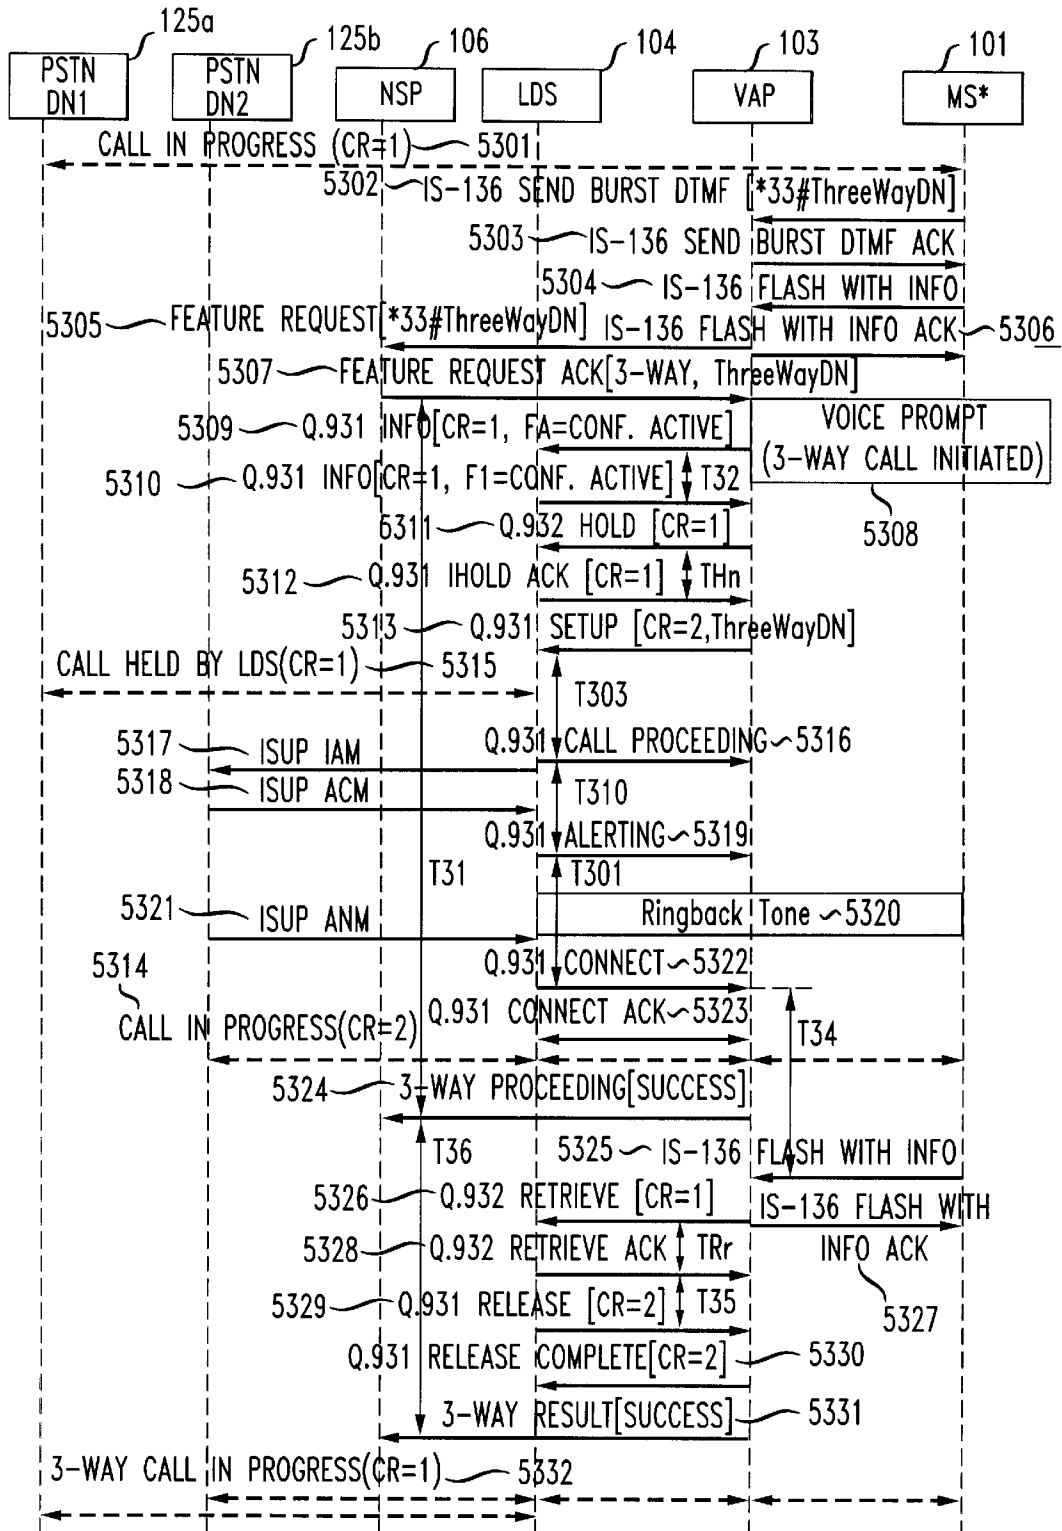 125a
125b
106
104
103
101
PSTN
DN1
PSTN
DN2
NSP
LDS
VAP
MS*
CALL IN PROGRESS (CR=1) 5301
5302 IS-136 SEND BURST DTMF [*33#ThreeWayDN]
5303 IS-136 SEND BURST DTMF ACK
5304 IS-136 FLASH WITH INFO
5305 FEATURE REQUEST[*33#ThreeWayDN] IS-136 FLASH WITH INFO ACK 5306
5307 FEATURE REQUEST ACK[3-WAY, ThreeWayDN]
VOICE PROMPT
(3-WAY CALL INITIATED)
5308
5309 Q.931 INFO[CR=1, FA=CONF. ACTIVE]
5310 Q.931 INFO[CR=1, F1=CONF. ACTIVE] T32
5311 Q.932 HOLD [CR=1]
5312 Q.931 IHOLD ACK [CR=1] THn
5313 Q.931 SETUP [CR=2,ThreeWayDN]
CALL HELD BY LDS(CR=1) 5315
T303
5317 ISUP IAM
Q.931 CALL PROCEEDING 5316
5318 ISUP ACM
T310
Q.931 ALERTING 5319
T31
T301
5321 ISUP ANM
Ringback Tone 5320
Q.931 CONNECT 5322
5314
CALL IN PROGRESS(CR=2)
Q.931 CONNECT ACK 5323
T34
5324 3-WAY PROCEEDING[SUCCESS]
T36
5325 IS-136 FLASH WITH INFO
5326 Q.932 RETRIEVE [CR=1]
IS-136 FLASH WITH
INFO ACK
5327
5328 Q.932 RETRIEVE ACK TRr
5329 Q.931 RELEASE [CR=2] T35
Q.931 RELEASE COMPLETE[CR=2] 5330
3-WAY RESULT[SUCCESS] 5331
3-WAY CALL IN PROGRESS(CR=1) 5332